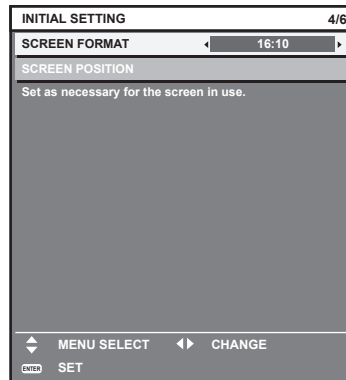 INITIAL SETTING 4/6
SCREEN FORMAT 16:10
SCREEN POSITION
Set as necessary for the screen in use.
MENU SELECT CHANGE
ENTER SET